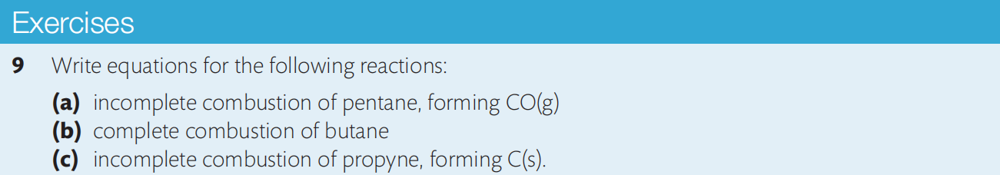 Exercises
9 Write equations for the following reactions:
(a) incomplete combustion of pentane, forming CO(g)
(b) complete combustion of butane
(c) incomplete combustion of propyne, forming C(s).